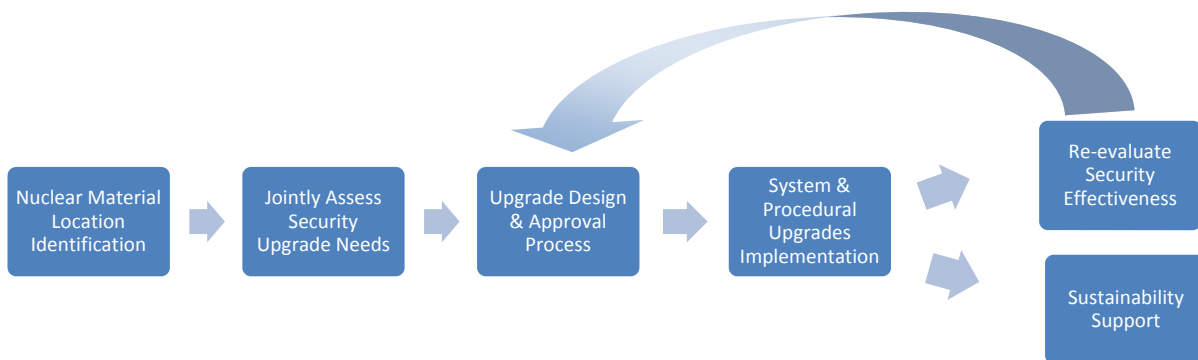 Nuclear Material
Location
Identification
Jointly Assess
Security
Upgrade Needs
Upgrade Design
& Approval
Process
System &
Procedural
Upgrades
Implementation
Re-evaluate
Security
Effectiveness
Sustainability
Support